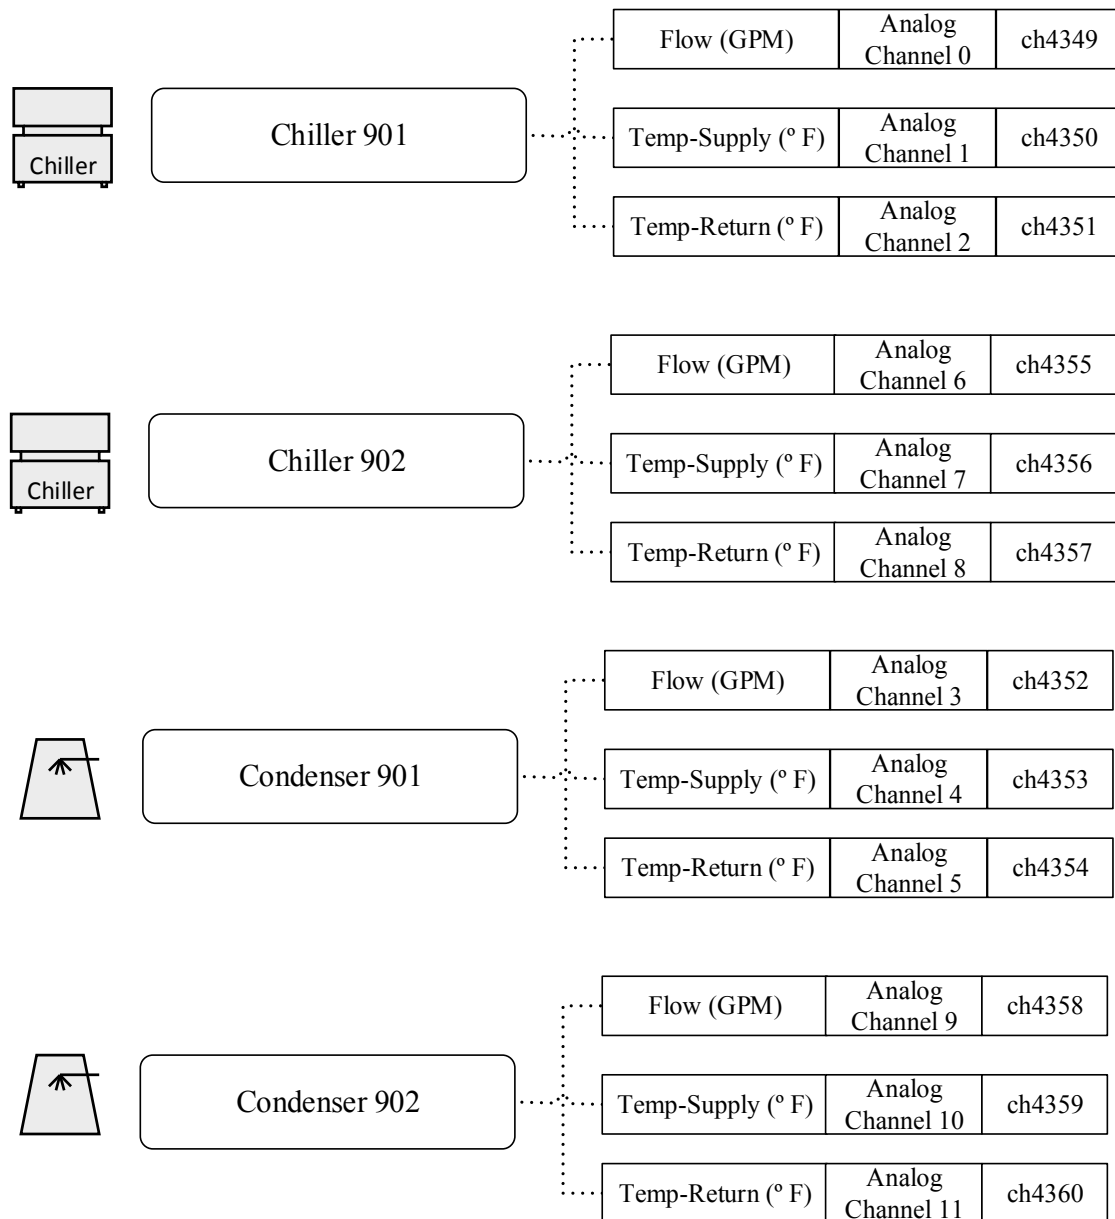 Flow (GPM)
Analog
Channel 0
ch4349
Chiller
Chiller 901
Temp-Supply (º F)
Analog
Channel 1
ch4350
Temp-Return (º F)
Analog
Channel 2
ch4351
Flow (GPM)
Analog
Channel 6
ch4355
Chiller
Chiller 902
Temp-Supply (º F)
Analog
Channel 7
ch4356
Temp-Return (º F)
Analog
Channel 8
ch4357
Flow (GPM)
Analog
Channel 3
ch4352
Condenser 901
Temp-Supply (º F)
Analog
Channel 4
ch4353
Temp-Return (º F)
Analog
Channel 5
ch4354
Flow (GPM)
Analog
Channel 9
ch4358
Condenser 902
Temp-Supply (º F)
Analog
Channel 10
ch4359
Temp-Return (º F)
Analog
Channel 11
ch4360